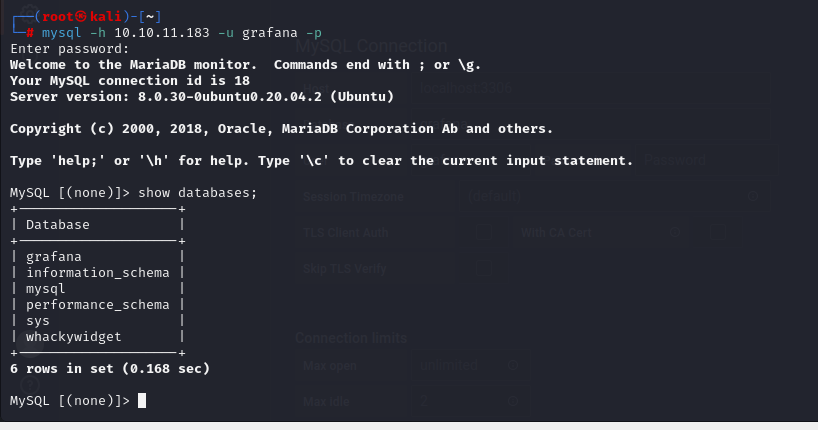 ┌──(root㉿kali)-[~]
└─# mysql -h 10.10.11.183 -u grafana -p
Enter password:
Welcome to the MariaDB monitor.  Commands end with ; or \g.
Your MySQL connection id is 18
Server version: 8.0.30-0ubuntu0.20.04.2 (Ubuntu)
Copyright (c) 2000, 2018, Oracle, MariaDB Corporation Ab and others.
Type 'help;' or '\h' for help. Type '\c' to clear the current input statement.
MySQL [(none)]> show databases;
+--------------------+
| Database           |
+--------------------+
| grafana            |
| information_schema |
| mysql              |
| performance_schema |
| sys                |
| whackywidget       |
+--------------------+
6 rows in set (0.168 sec)
MySQL [(none)]>
MySQL Connection
localhost:3306
Password
Session Timezone
(default)
TLS Client Auth
With CA Cert
Skip TLS Verify
Connection limits
Max open
unlimited
Max idle
2